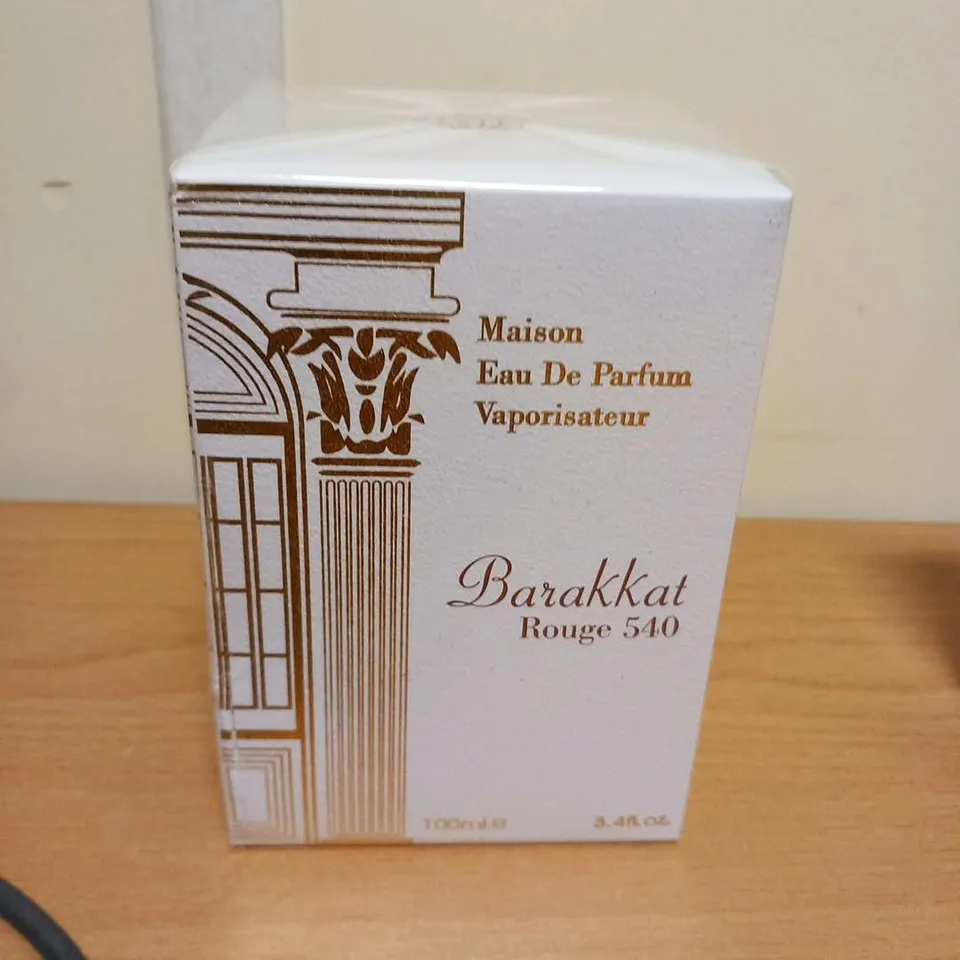 Maison
Eau De Parfum
Vaporisateur
Barakkat
Rouge 540
100ml.e
3.4fl.oz.